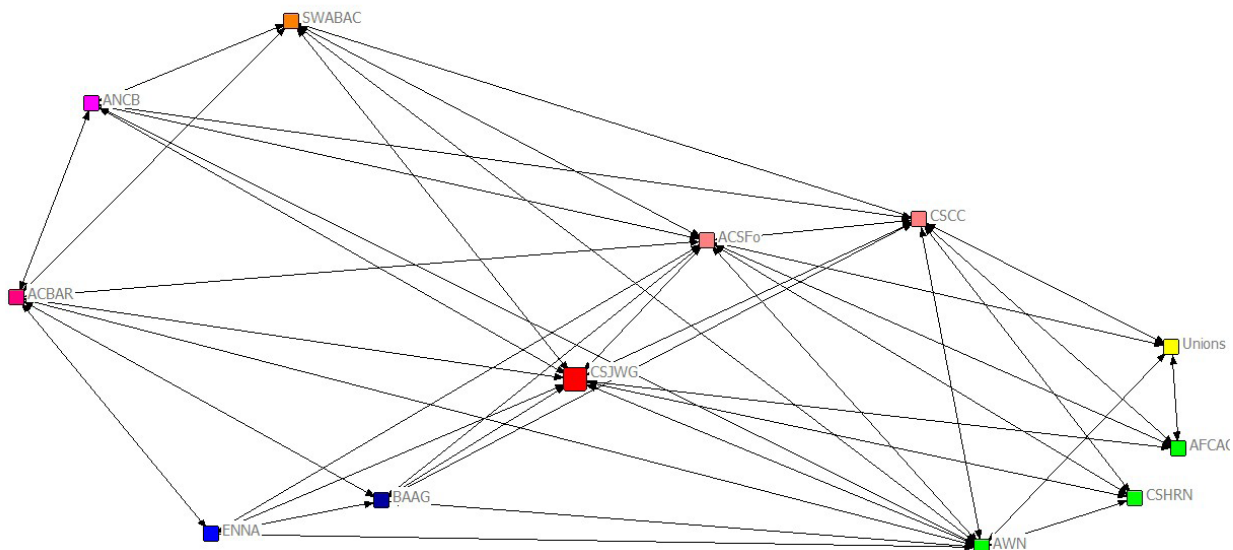 SWABAC
ANCB
CSCC
ACSFo
ACBAR
Unions
CSJWG
AFCAC
BAAG
CSHRN
ENNA
AWN